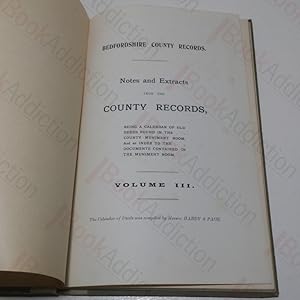 BEDFORDSHIRE COUNTY RECORDS.
Notes and Extracts
FROM THE
COUNTY RECORDS,
BEING A CALENDAR OF OLD
DEEDS FOUND IN THE
COUNTY MUNIMENT ROOM.
And an INDEX TO THE
DOCUMENTS CONTAINED IN
THE MUNIMENT ROOM.
VOLUME III.
The Calendar of Deeds was compiled by Messrs. HARDY & PAGE.